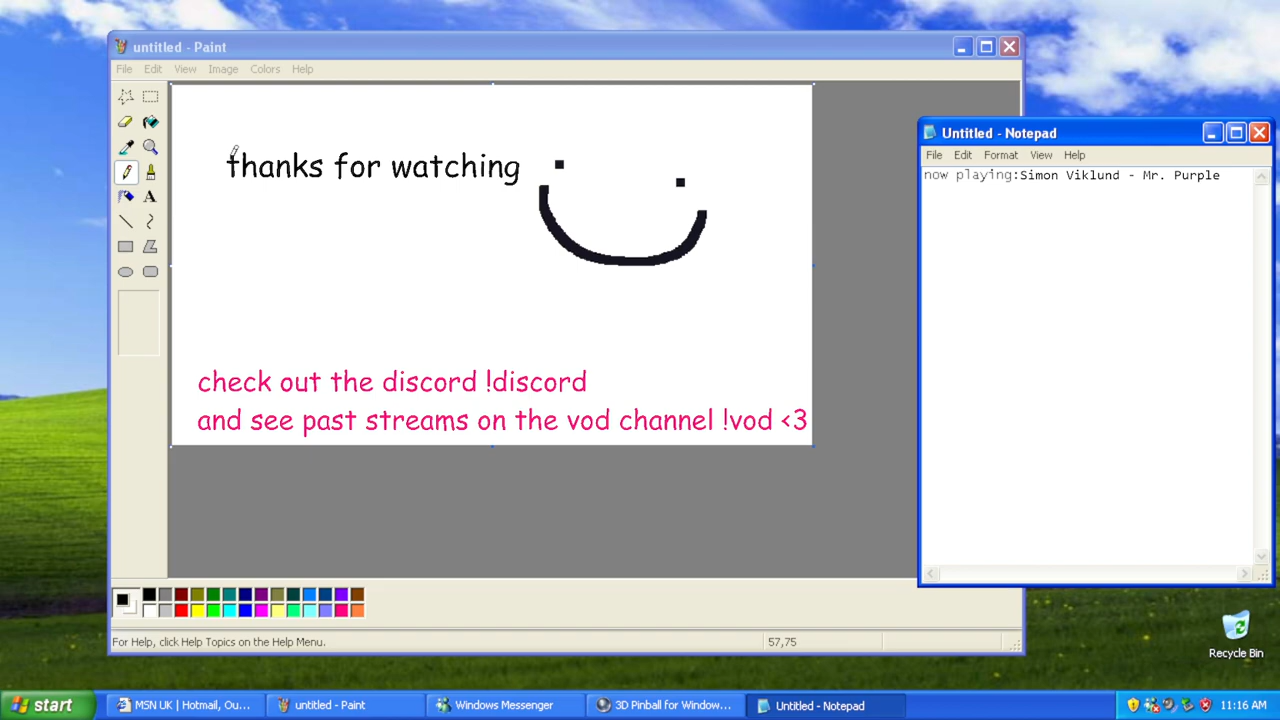 untitled - Paint
File Edit View Image Colors Help
thanks for watching
check out the discord !discord
and see past streams on the vod channel !vod <3
For Help, click Help Topics on the Help Menu.
57,75
Untitled - Notepad
File Edit Format View Help
now playing:Simon Viklund - Mr. Purple
Recycle Bin
start
MSN UK | Hotmail, Ou...
untitled - Paint
Windows Messenger
3D Pinball for Window...
Untitled - Notepad
11:16 AM